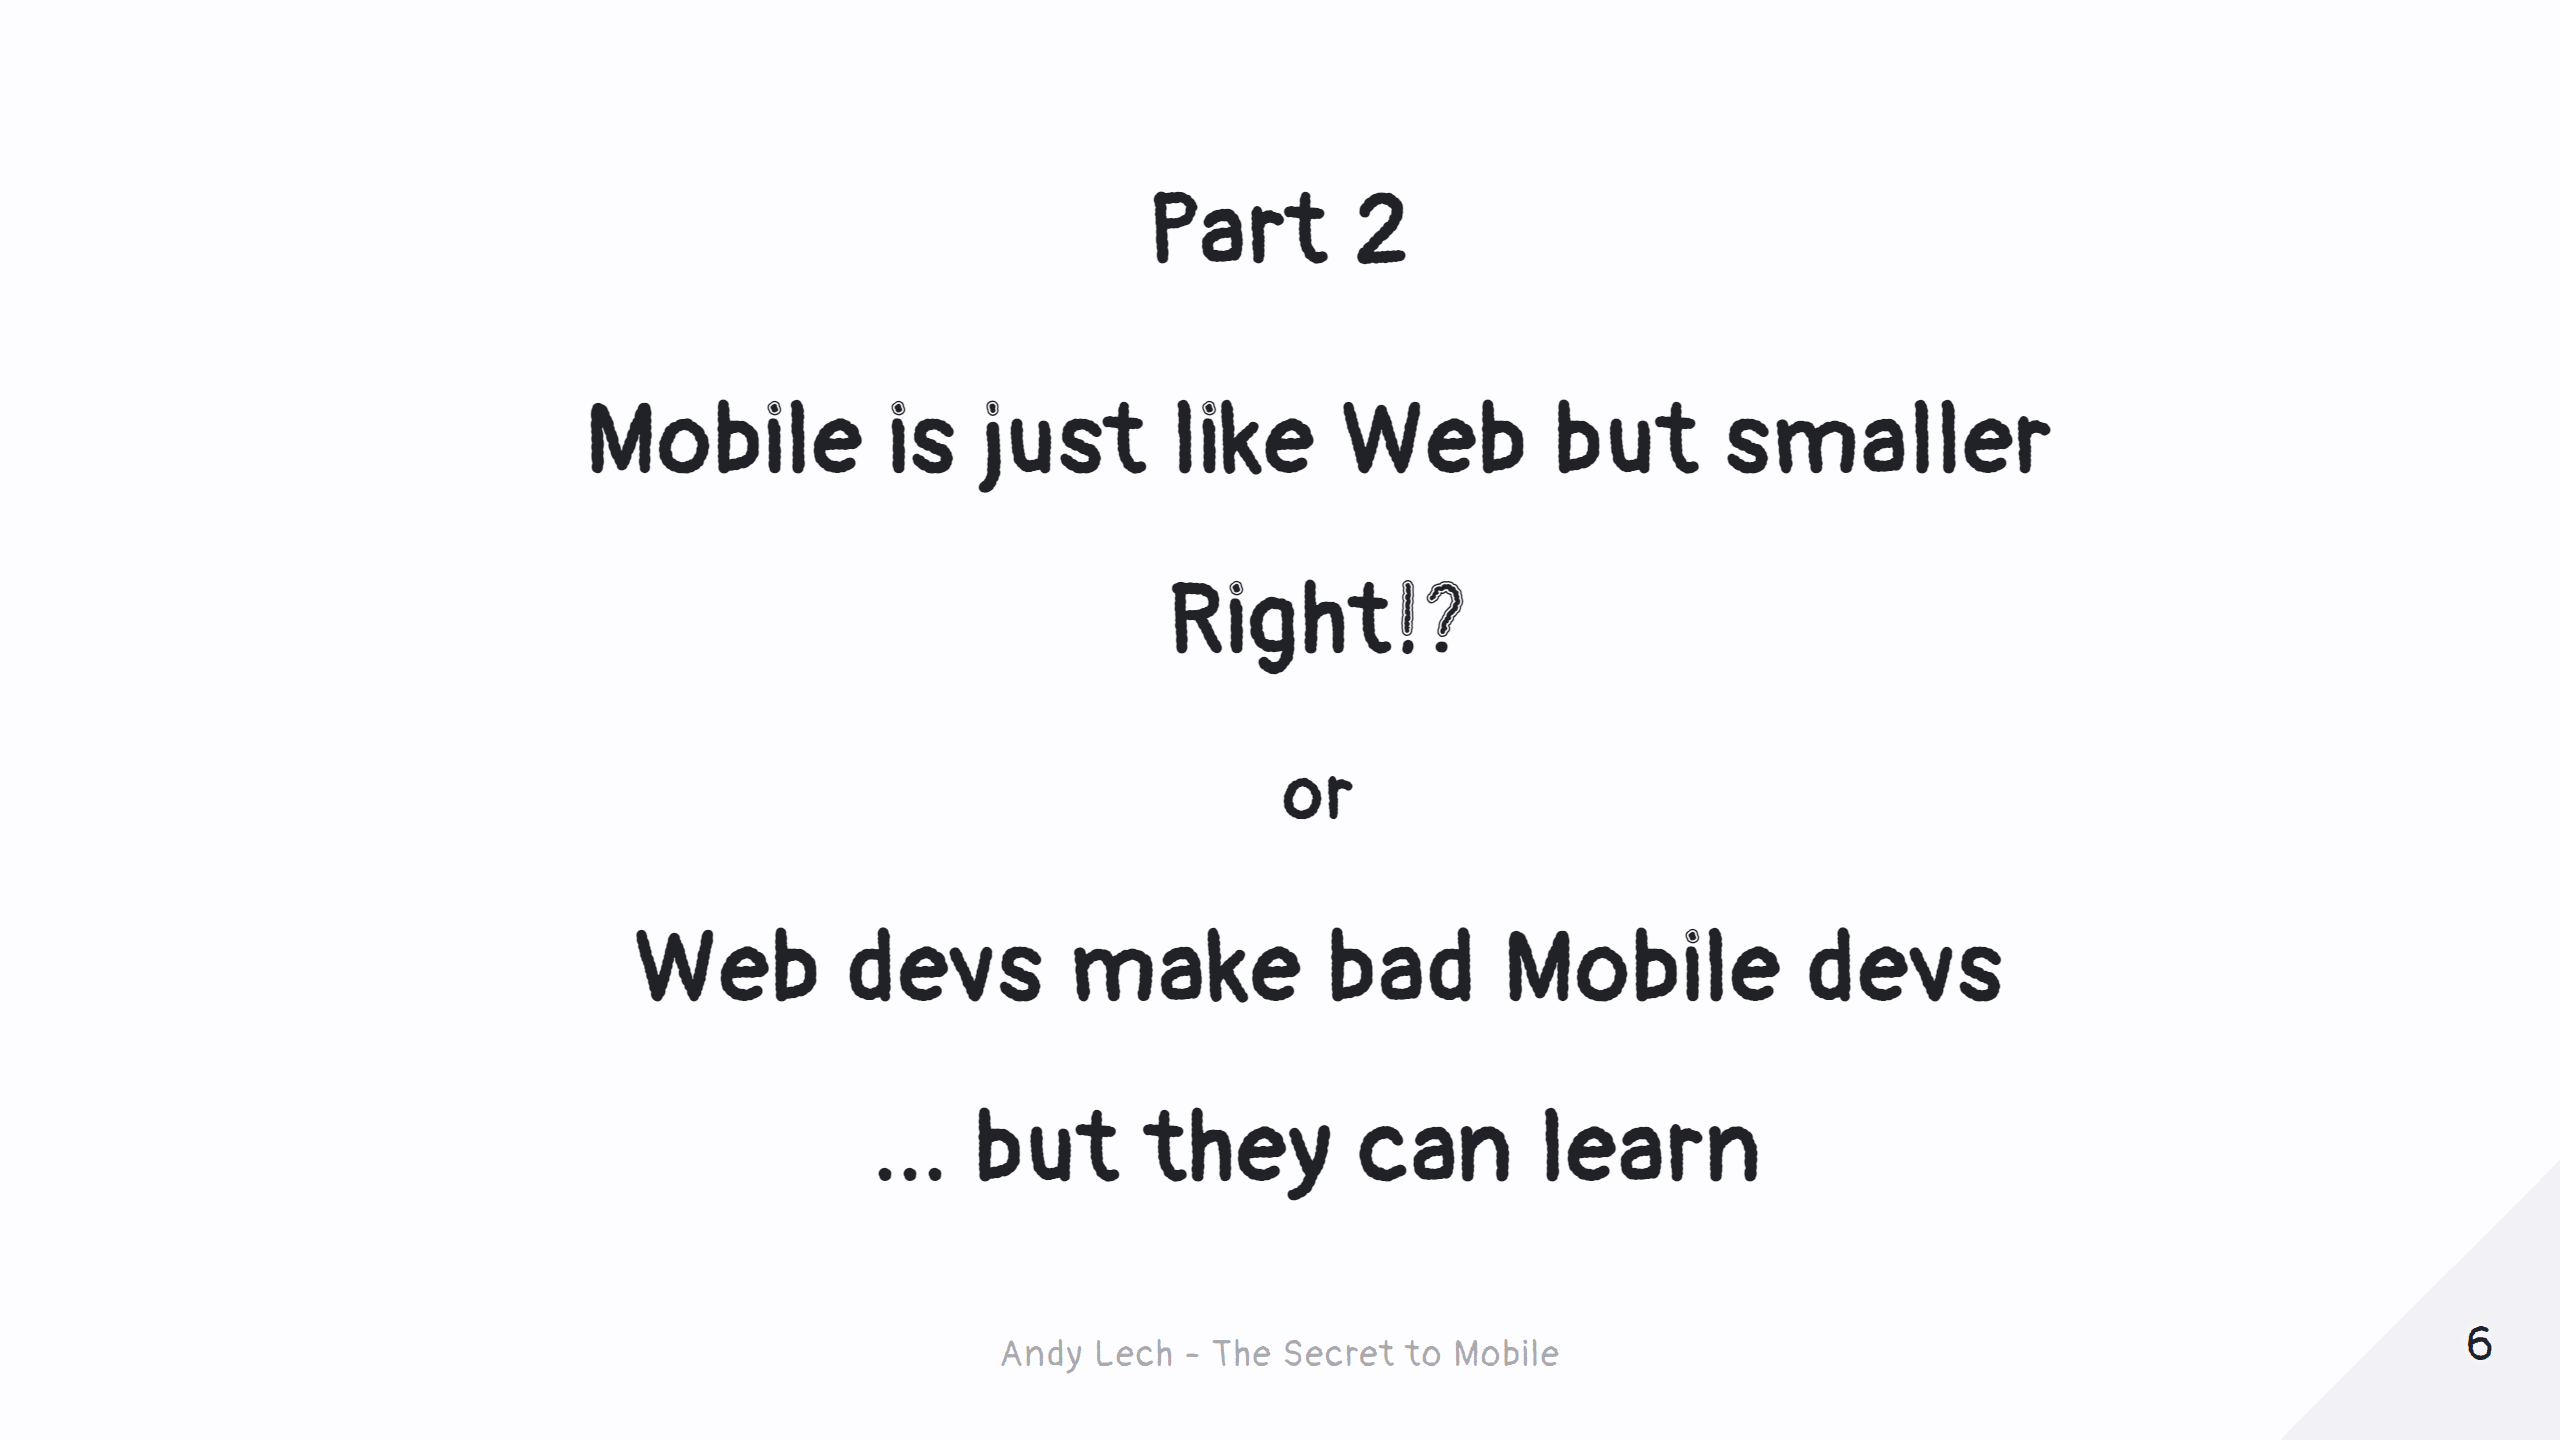 Part 2
Mobile is just like Web but smaller
Right!?
or
Web devs make bad Mobile devs
... but they can learn
Andy Lech - The Secret to Mobile
6